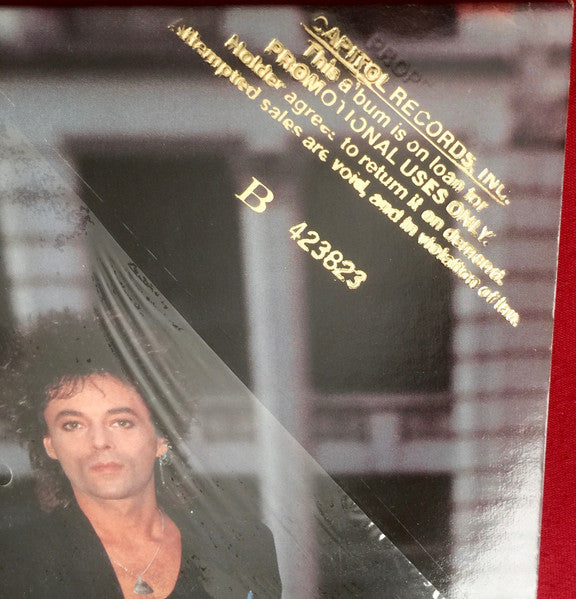 CAPITOL RECORDS, INC.
This album is on loan for
PROMOTIONAL USES ONLY.
Holder agrees to return it on demand.
Attempted sales are void, and in violation of law.
B 423823